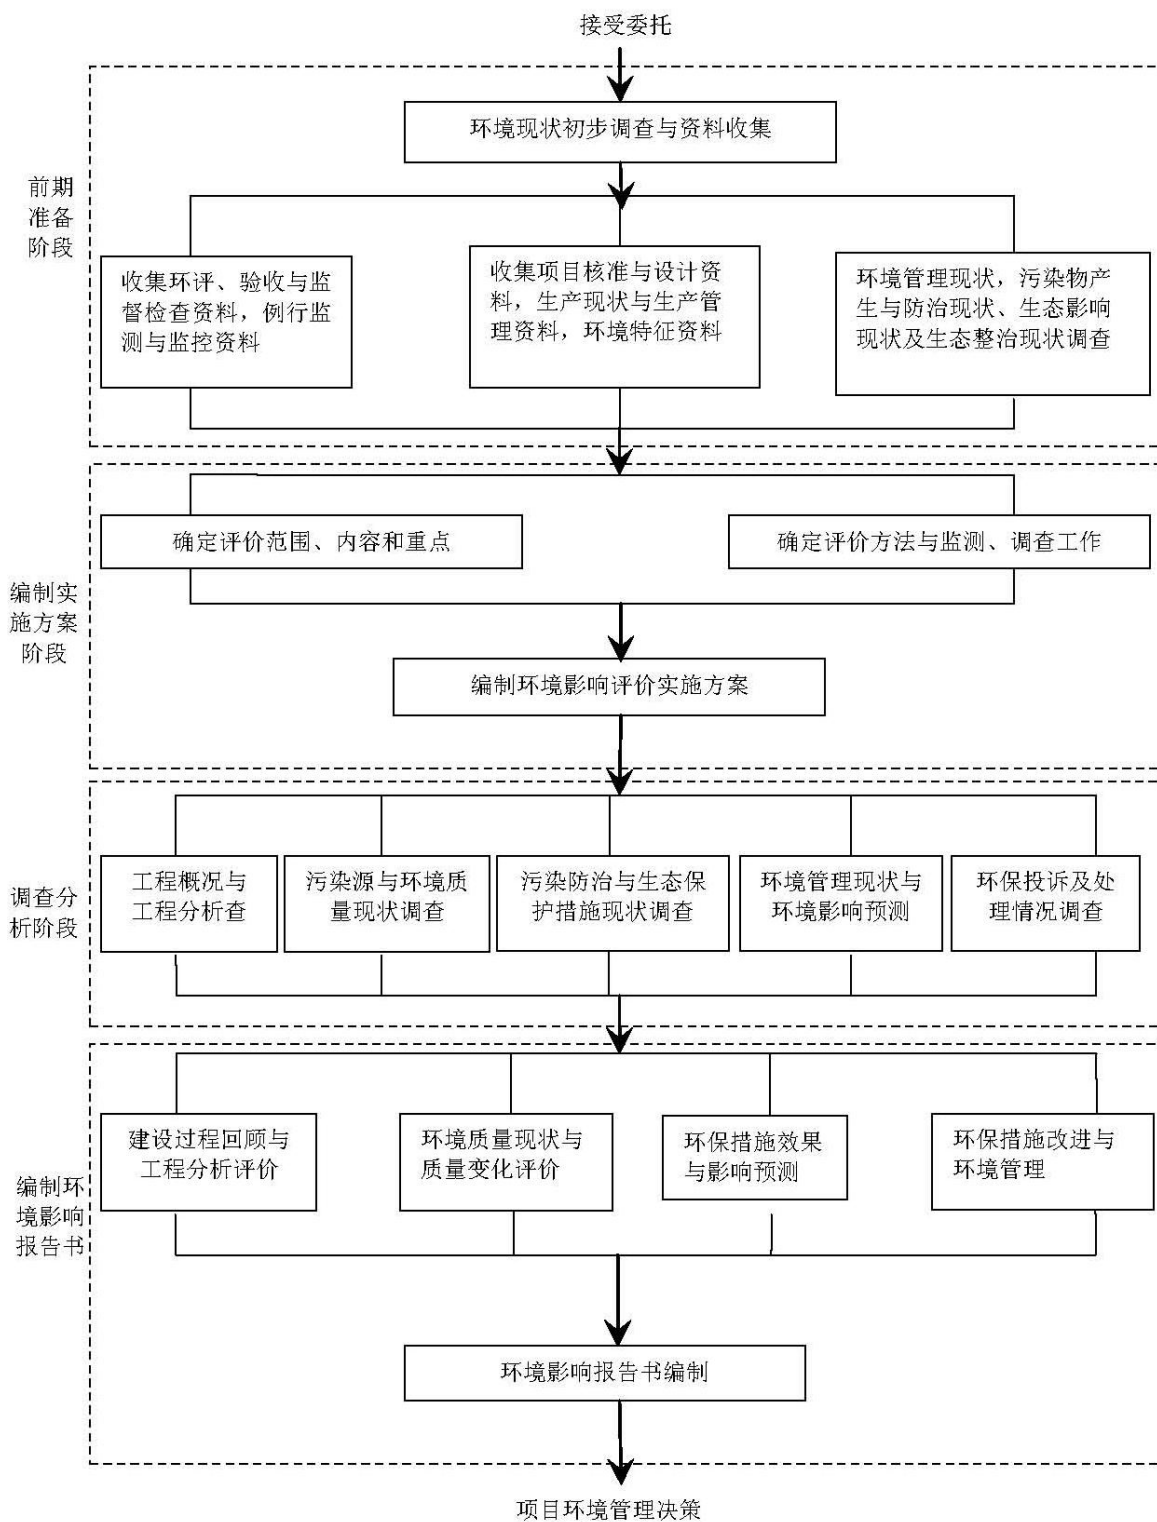 接受委托
环境现状初步调查与资料收集
前期
准备
阶段
收集环评、验收与监
督检查资料，例行监
测与监控资料
收集项目核准与设计资
料，生产现状与生产管
理资料，环境特征资料
环境管理现状，污染物产
生与防治现状、生态影响
现状及生态整治现状调查
编制实
施方案
阶段
确定评价范围、内容和重点
确定评价方法与监测、调查工作
编制环境影响评价实施方案
调查分
析阶段
工程概况与
工程分析查
污染源与环境质
量现状调查
污染防治与生态保
护措施现状调查
环境管理现状与
环境影响预测
环保投诉及处
理情况调查
编制环
境影响
报告书
建设过程回顾与
工程分析评价
环境质量现状与
质量变化评价
环保措施效果
与影响预测
环保措施改进与
环境管理
环境影响报告书编制
项目环境管理决策